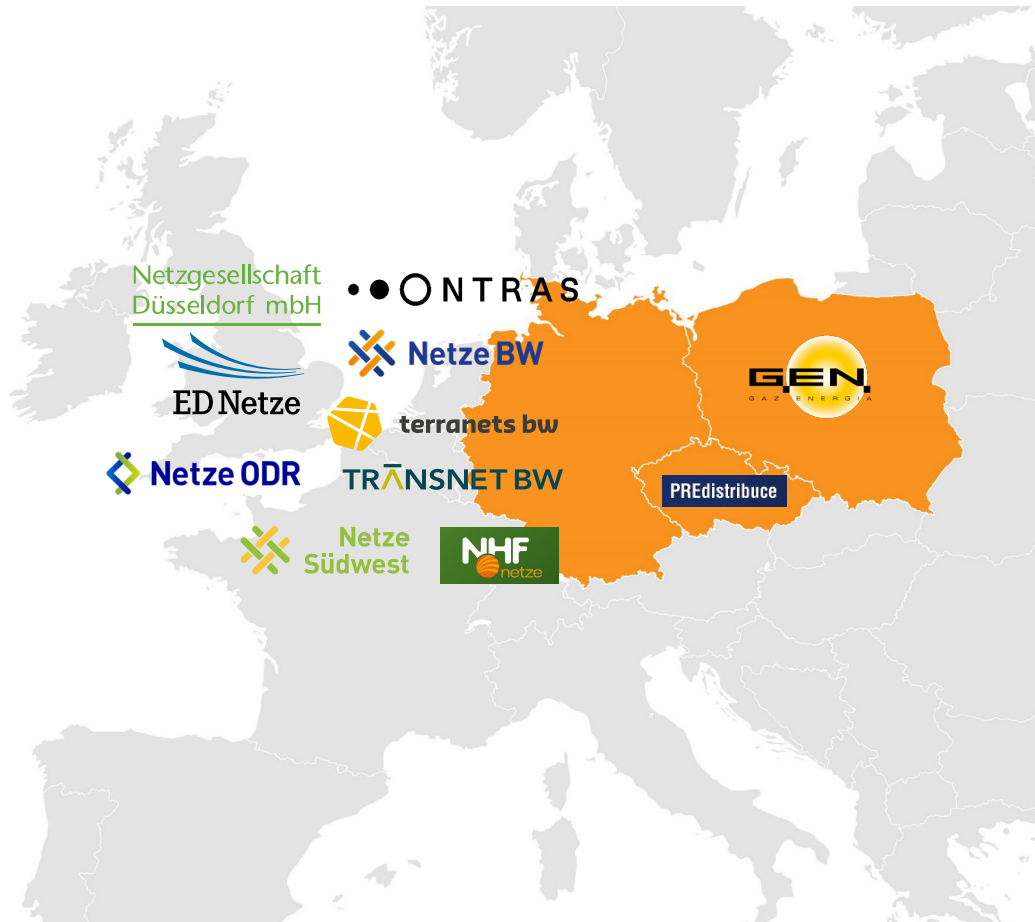 Netzgesellschaft
Düsseldorf mbH
ONTRAS
Netze BW
ED Netze
terranets bw
G.EN.
GAZ ENERGIA
Netze ODR
TRANSNET BW
PREdistribuce
Netze
Südwest
NHF
netze